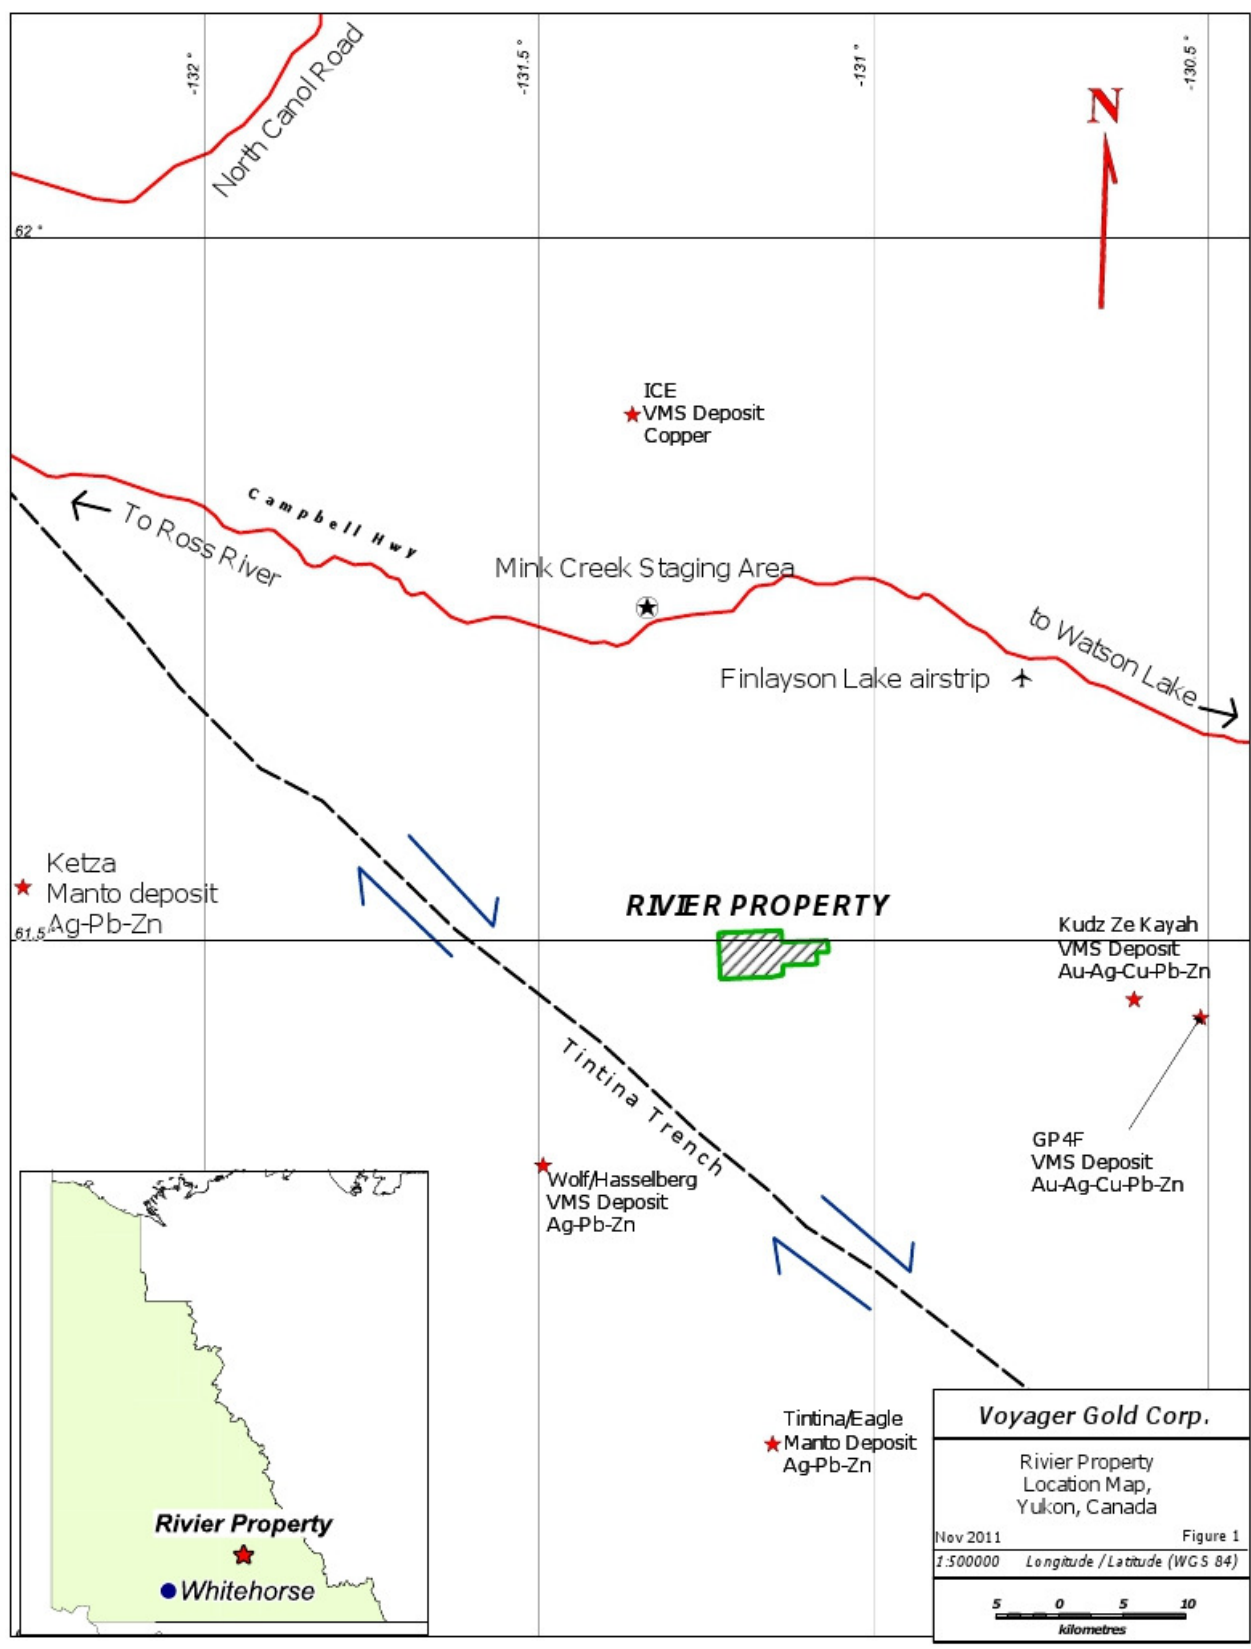 -132 °
-131.5 °
-131 °
-130.5 °
North Canol Road
N
62 °
ICE
VMS Deposit
Copper
Campbell Hwy
To Ross River
Mink Creek Staging Area
to Watson Lake
Finlayson Lake airstrip
Ketza
Manto deposit
Ag-Pb-Zn
61.5 °
RIVIER PROPERTY
Kudz Ze Kayah
VMS Deposit
Au-Ag-Cu-Pb-Zn
Tintina Trench
GP4F
VMS Deposit
Au-Ag-Cu-Pb-Zn
Wolf/Hasselberg
VMS Deposit
Ag-Pb-Zn
Tintina/Eagle
Manto Deposit
Ag-Pb-Zn
Rivier Property
Whitehorse
Voyager Gold Corp.
Rivier Property
Location Map,
Yukon, Canada
Nov 2011 Figure 1
1:500000 Longitude / Latitude (WGS 84)
5 0 5 10
kilometres